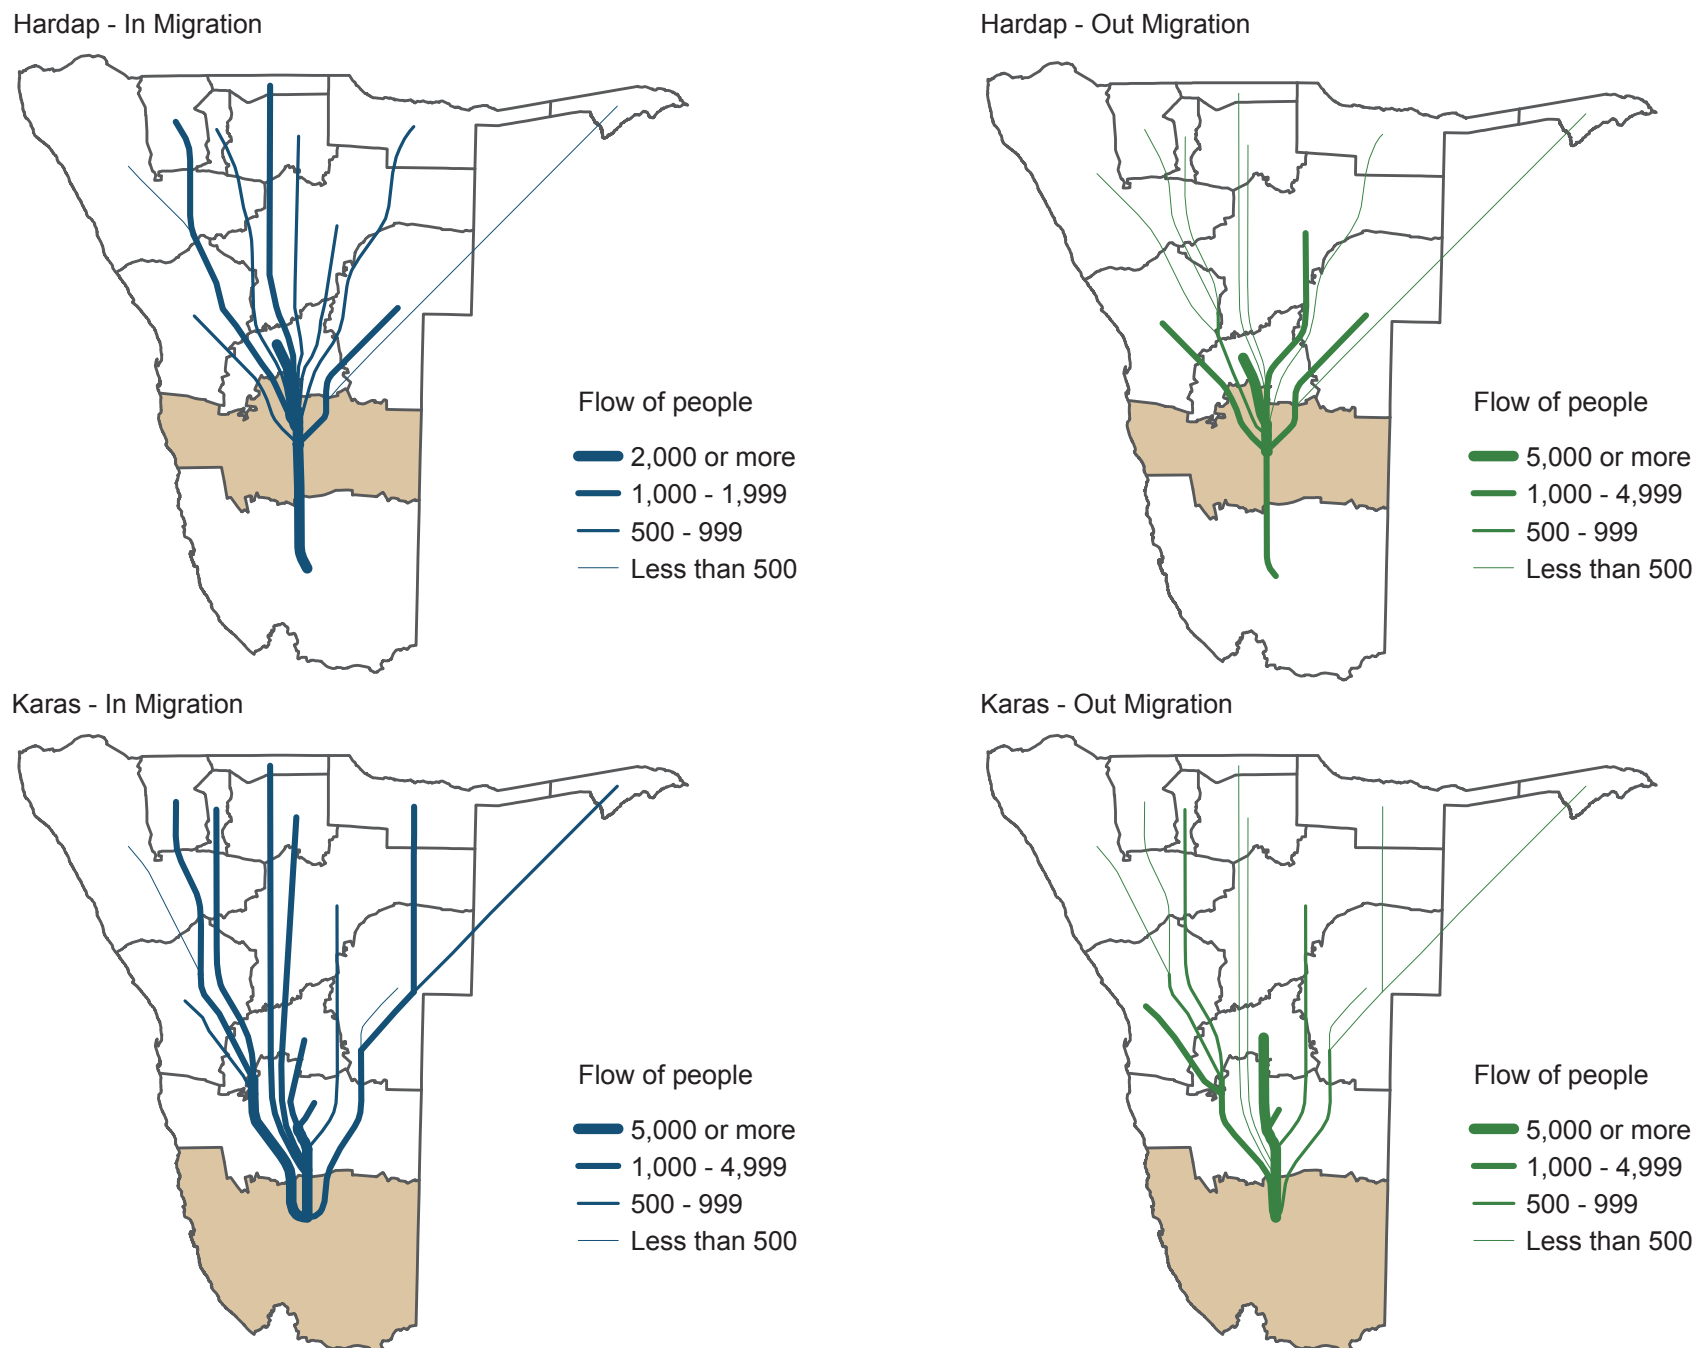 Hardap - In Migration
Flow of people
2,000 or more
1,000 - 1,999
500 - 999
Less than 500
Hardap - Out Migration
Flow of people
5,000 or more
1,000 - 4,999
500 - 999
Less than 500
Karas - In Migration
Flow of people
5,000 or more
1,000 - 4,999
500 - 999
Less than 500
Karas - Out Migration
Flow of people
5,000 or more
1,000 - 4,999
500 - 999
Less than 500